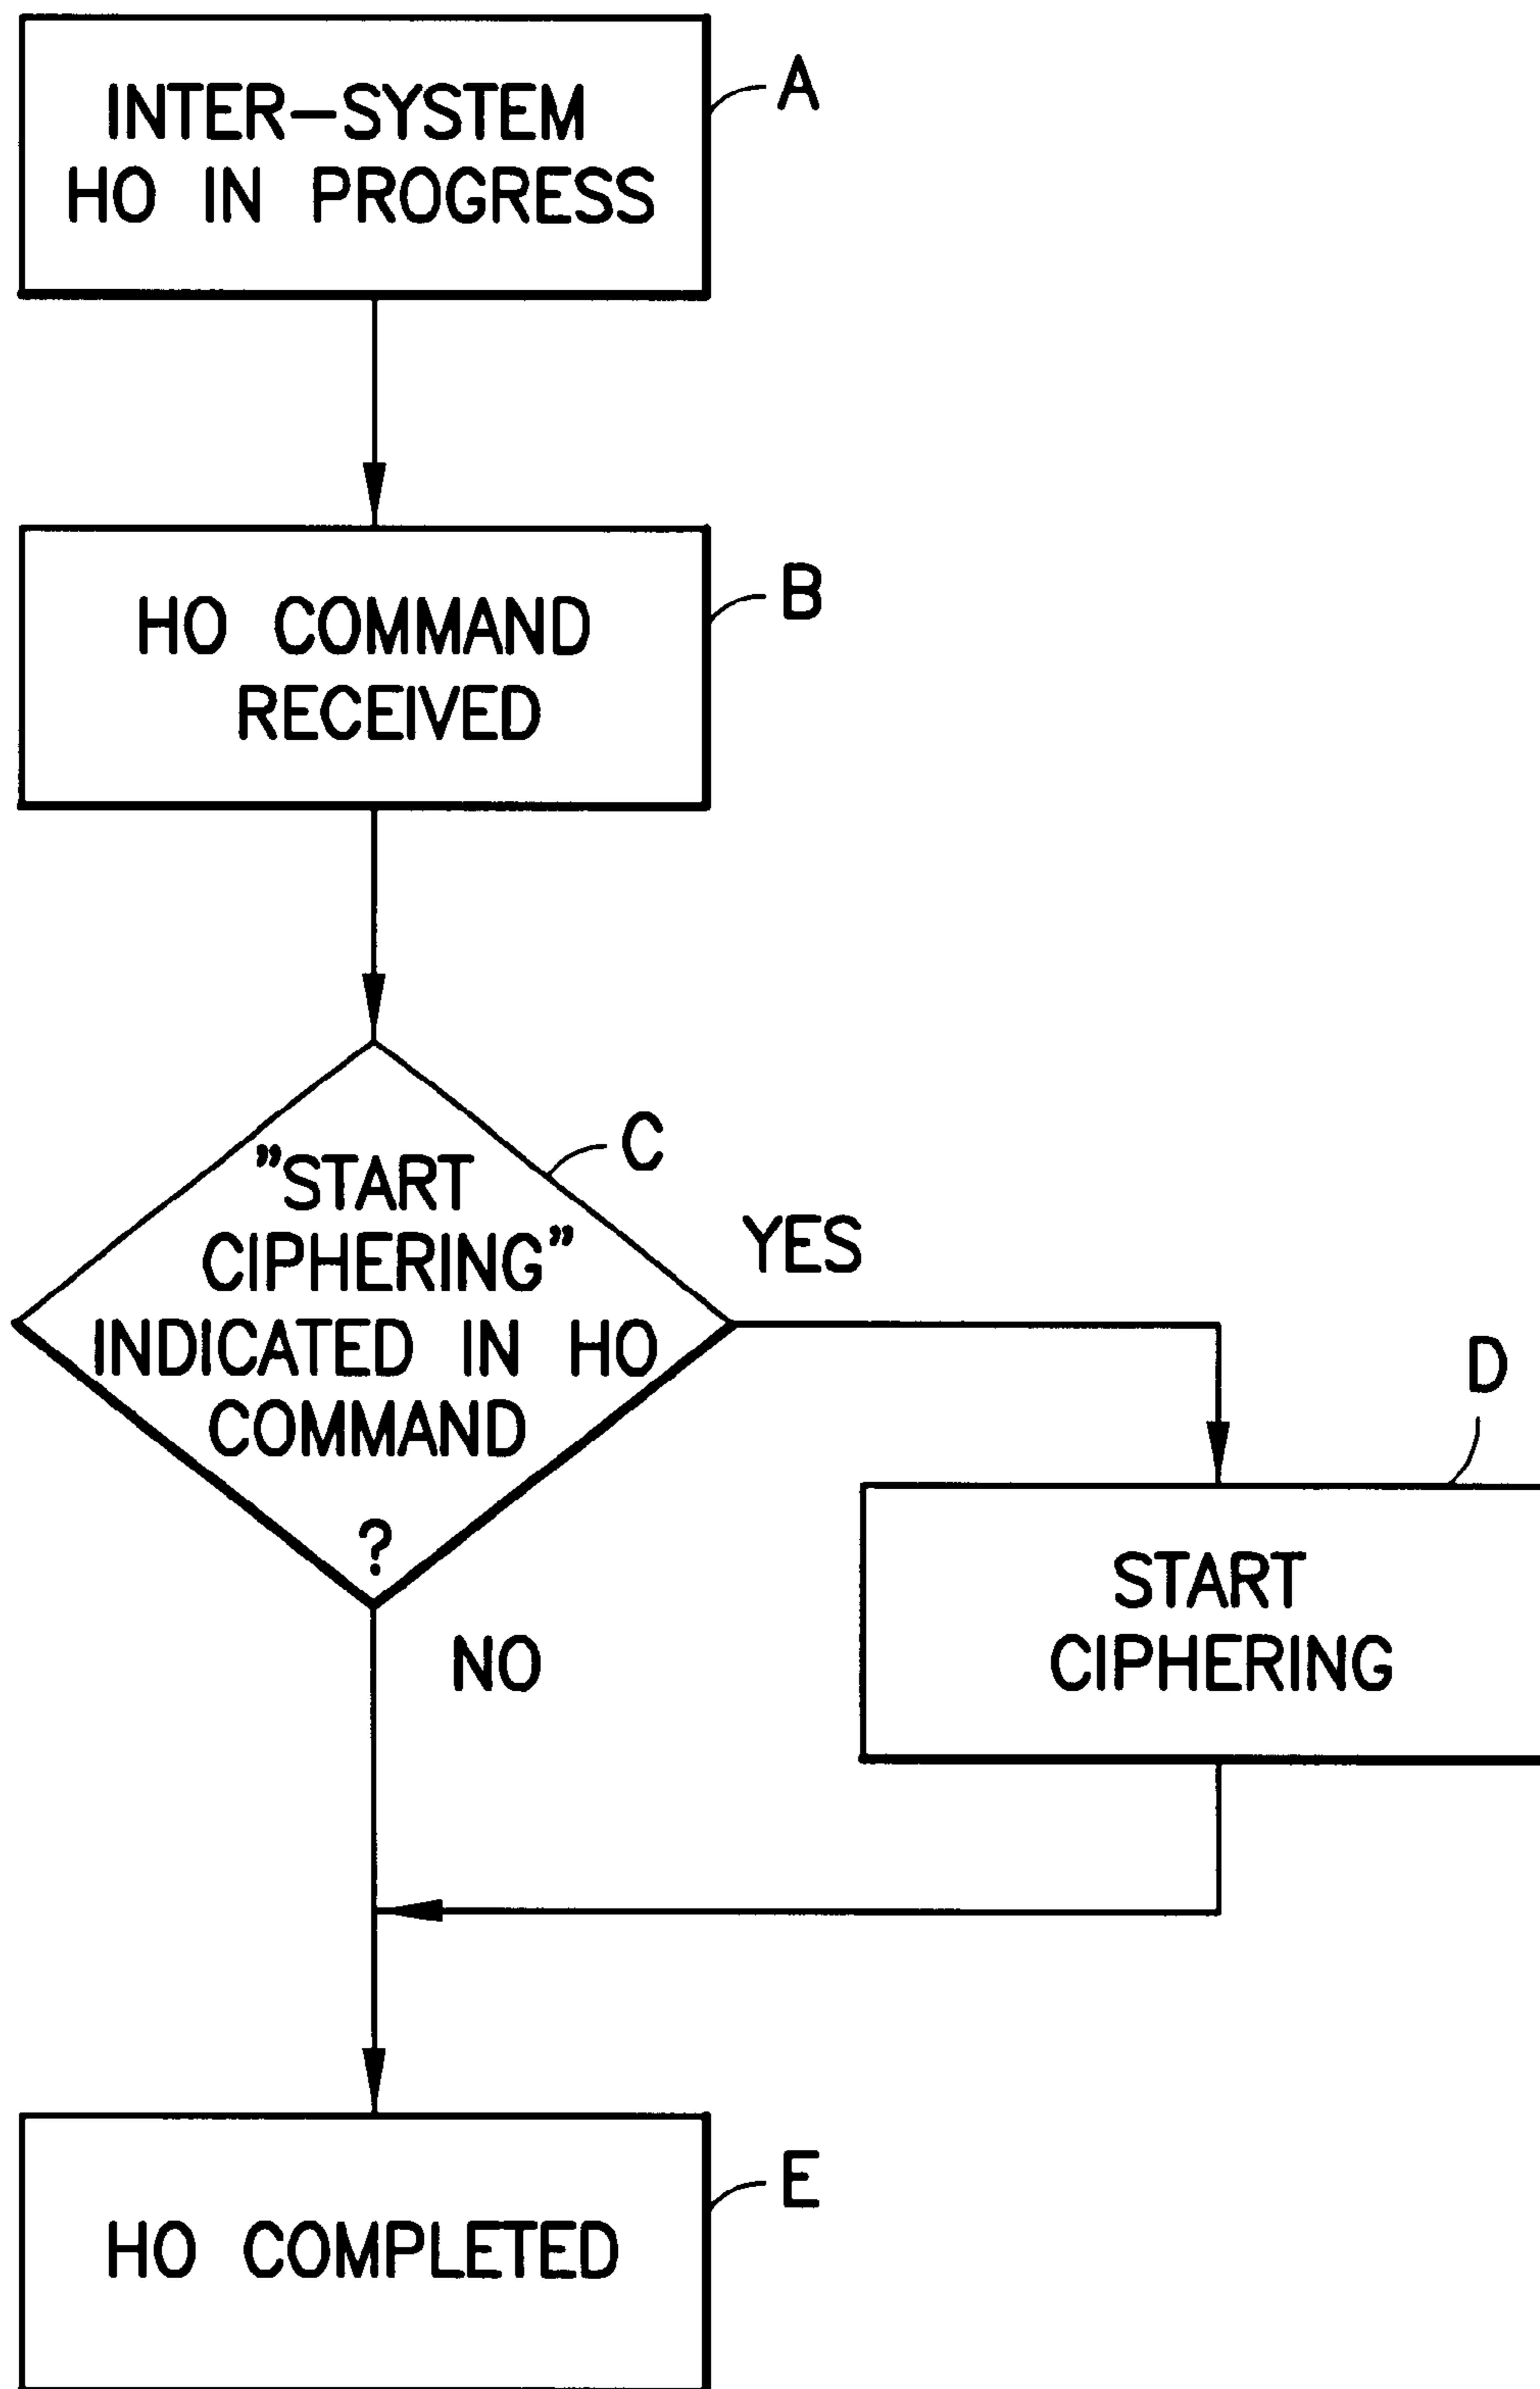 INTER-SYSTEM
HO IN PROGRESS
A
HO COMMAND
RECEIVED
B
"START
CIPHERING"
INDICATED IN HO
COMMAND
?
C
YES
NO
D
START
CIPHERING
HO COMPLETED
E